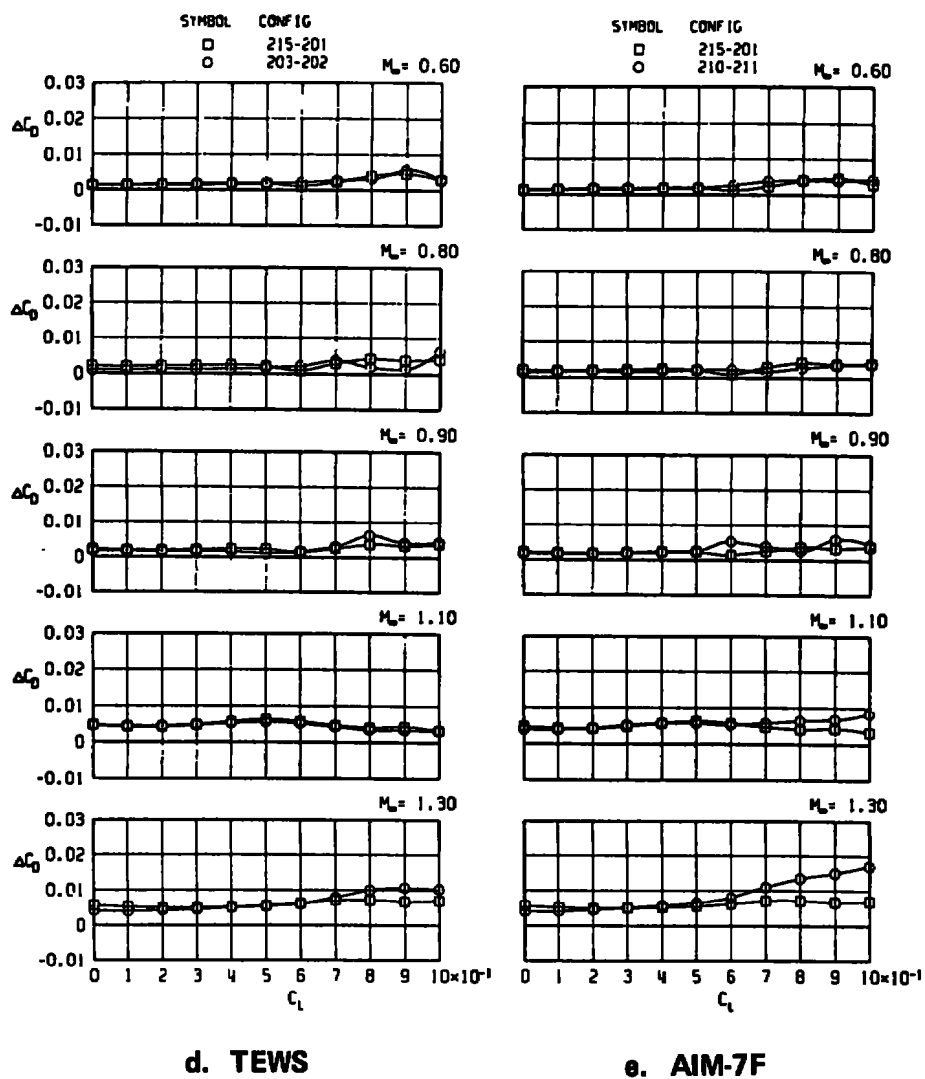 SYMBOL CONFIG
□ 215-201
○ 203-202
M∞= 0.60
0.03
0.02
ΔC_D
0.01
0
-0.01
M∞= 0.80
0.03
0.02
ΔC_D
0.01
0
-0.01
M∞= 0.90
0.03
0.02
ΔC_D
0.01
0
-0.01
M∞= 1.10
0.03
0.02
ΔC_D
0.01
0
-0.01
M∞= 1.30
0.03
0.02
ΔC_D
0.01
0
-0.01
0 1 2 3 4 5 6 7 8 9 10×10⁻¹
C_L
d. TEWS
SYMBOL CONFIG
□ 215-201
○ 210-211
M∞= 0.60
M∞= 0.80
M∞= 0.90
M∞= 1.10
M∞= 1.30
0 1 2 3 4 5 6 7 8 9 10×10⁻¹
C_L
e. AIM-7F